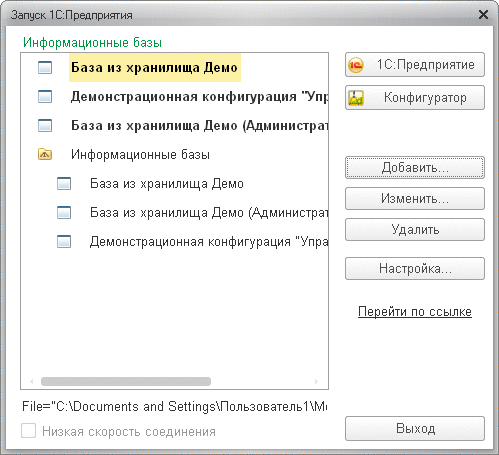 Запуск 1С:Предприятия
Информационные базы
База из хранилища Демо
Демонстрационная конфигурация "Упра
База из хранилища Демо (Администрат
Информационные базы
База из хранилища Демо
База из хранилища Демо (Администрат
Демонстрационная конфигурация "Упра
1С:Предприятие
Конфигуратор
Добавить...
Изменить...
Удалить
Настройка...
Перейти по ссылке
File="C:\Documents and Settings\Пользователь1\Мо
Низкая скорость соединения
Выход